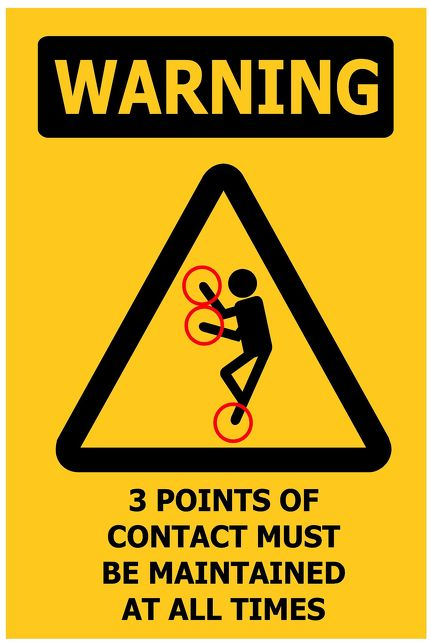 WARNING
3 POINTS OF
CONTACT MUST
BE MAINTAINED
AT ALL TIMES